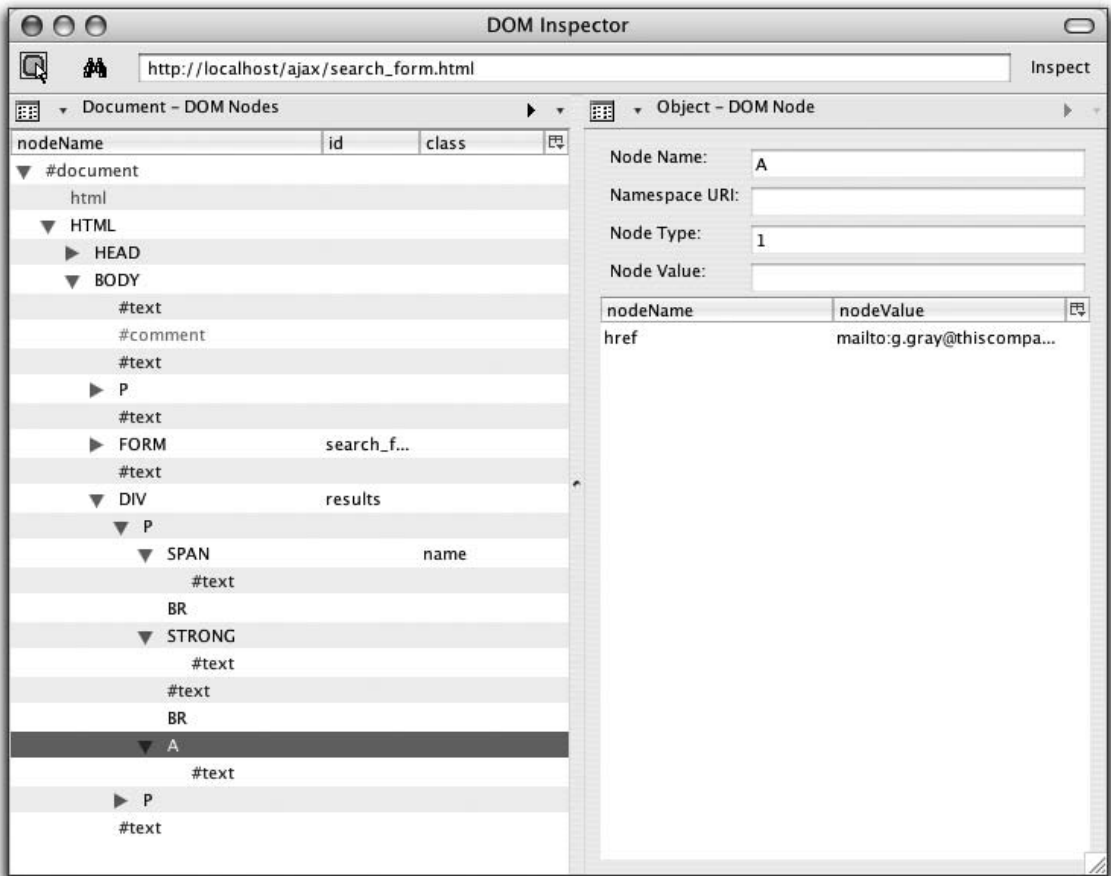 DOM Inspector
http://localhost/ajax/search_form.html
Inspect
Document – DOM Nodes
nodeName id class
#document
html
HTML
HEAD
BODY
#text
#comment
#text
P
#text
FORM search_f...
#text
DIV results
P
SPAN name
#text
BR
STRONG
#text
#text
BR
A
#text
P
#text
Object – DOM Node
Node Name: A
Namespace URI:
Node Type: 1
Node Value:
nodeName nodeValue
href mailto:g.gray@thiscompa...